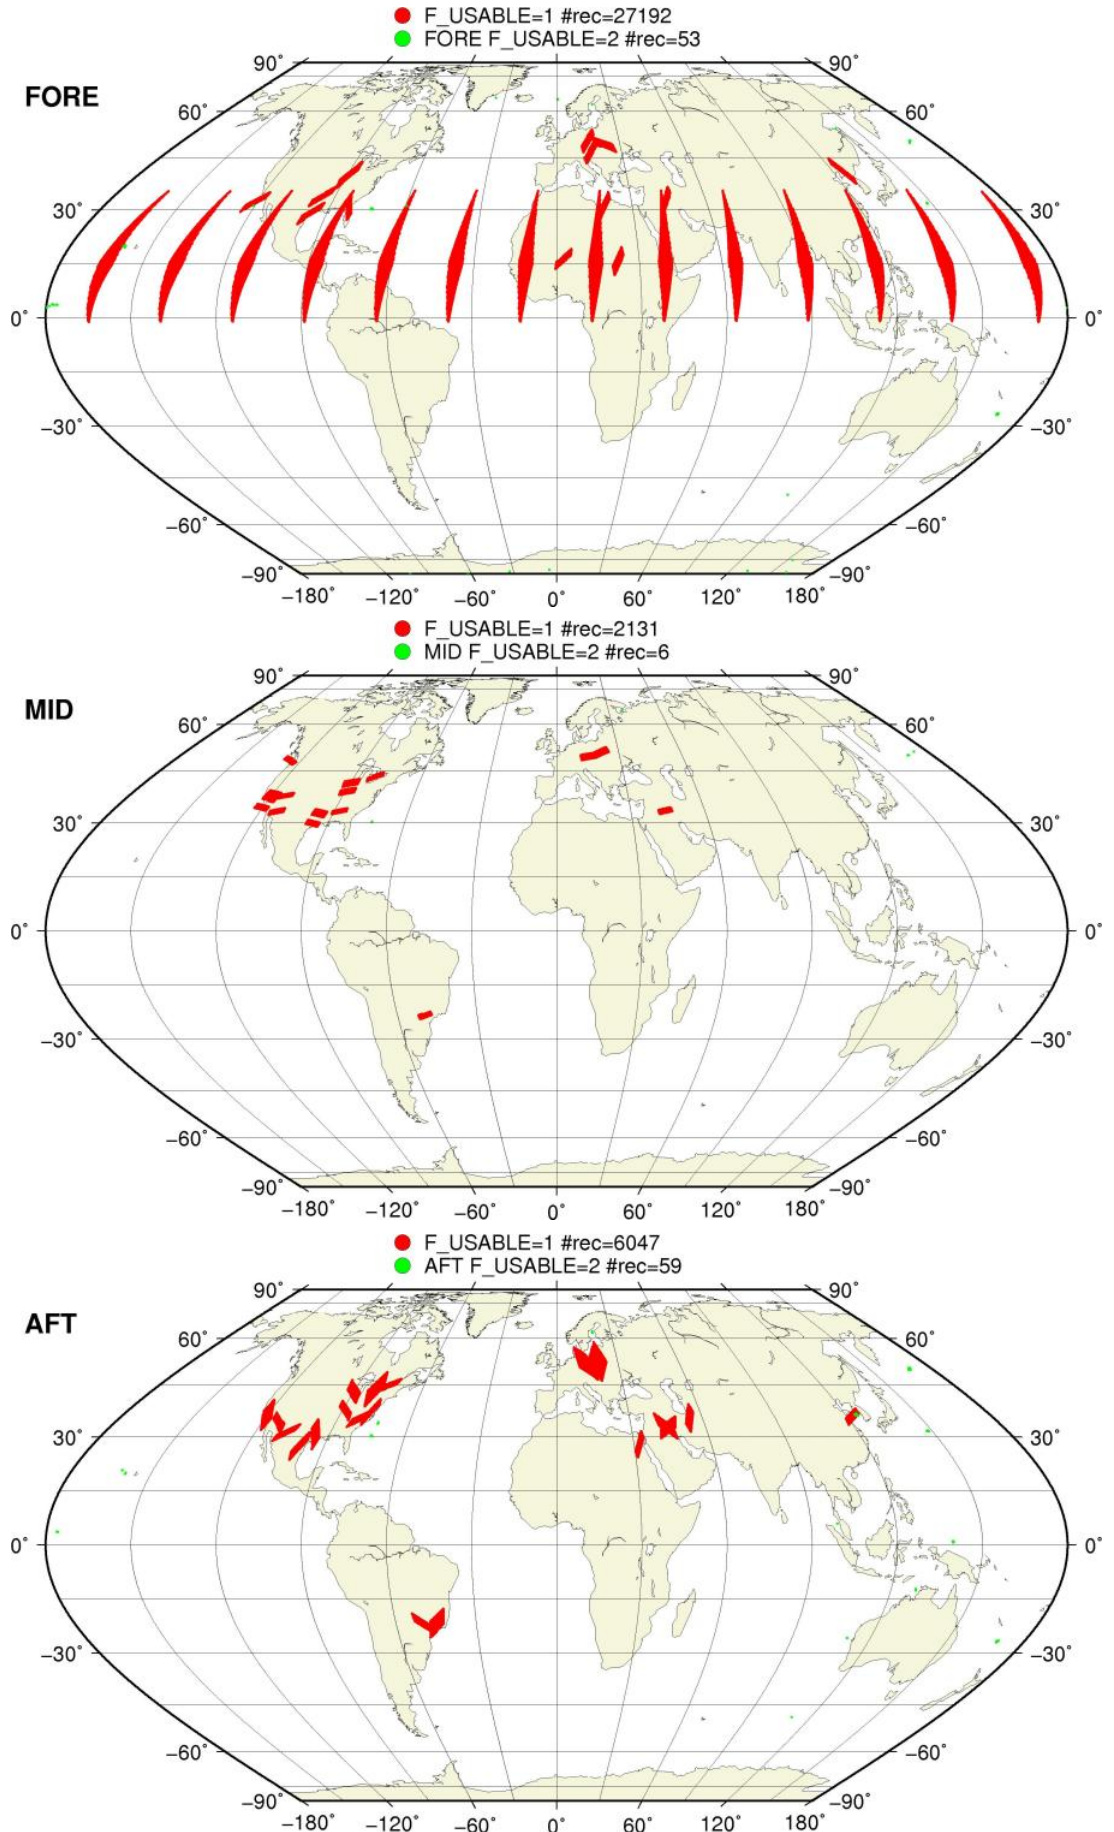 F_USABLE=1 #rec=27192
FORE F_USABLE=2 #rec=53
FORE
90° 90°
60° 60°
30° 30°
0° 0°
−30° −30°
−60° −60°
−90° −90°
−180° −120° −60° 0° 60° 120° 180°
F_USABLE=1 #rec=2131
MID F_USABLE=2 #rec=6
MID
90° 90°
60° 60°
30° 30°
0° 0°
−30° −30°
−60° −60°
−90° −90°
−180° −120° −60° 0° 60° 120° 180°
F_USABLE=1 #rec=6047
AFT F_USABLE=2 #rec=59
AFT
90° 90°
60° 60°
30° 30°
0° 0°
−30° −30°
−60° −60°
−90° −90°
−180° −120° −60° 0° 60° 120° 180°